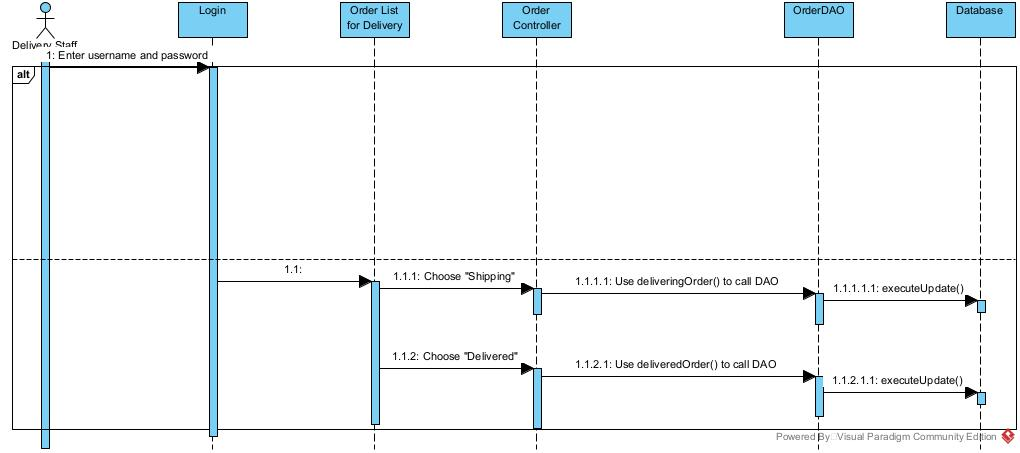 Login
Order List
for Delivery
Order
Controller
OrderDAO
Database
Delivery Staff
1: Enter username and password
alt
1.1:
1.1.1: Choose "Shipping"
1.1.1.1: Use deliveringOrder() to call DAO
1.1.1.1.1: executeUpdate()
1.1.2: Choose "Delivered"
1.1.2.1: Use deliveredOrder() to call DAO
1.1.2.1.1: executeUpdate()
Powered By Visual Paradigm Community Edition